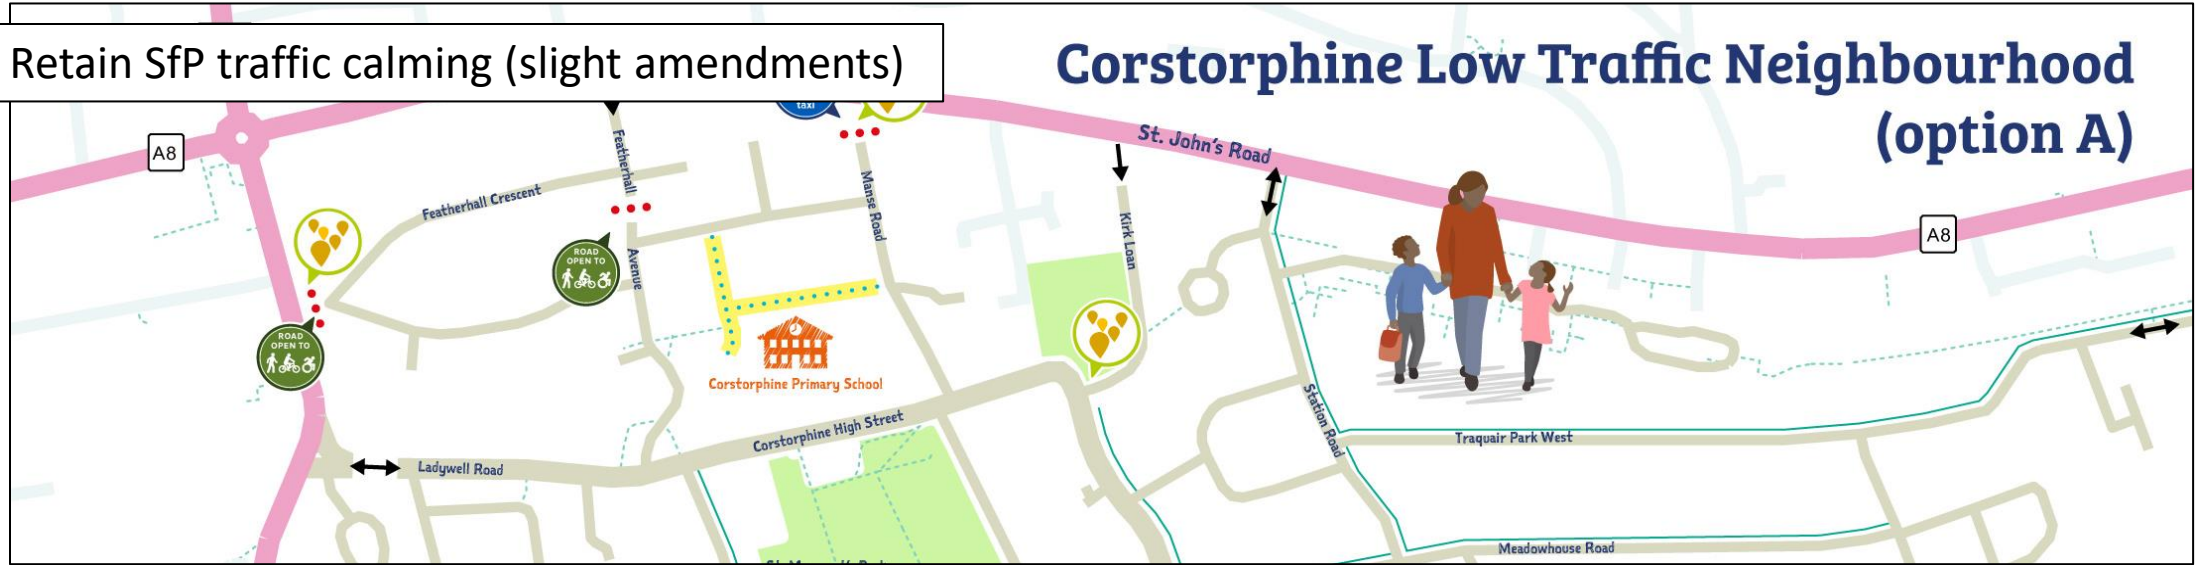 Retain SfP traffic calming (slight amendments)
Corstorphine Low Traffic Neighbourhood
(option A)
taxi
A8
St. John's Road
Featherhall
Avenue
Featherhall Crescent
Manse Road
Kirk Loan
A8
ROAD
OPEN TO
ROAD
OPEN TO
Corstorphine Primary School
Station Road
Corstorphine High Street
Traquair Park West
Ladywell Road
Meadowhouse Road